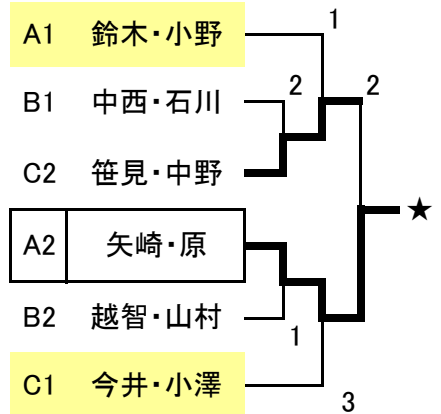 1
A1 鈴木・小野
2 2
B1 中西・石川
C2 笹見・中野
★
A2 矢崎・原
B2 越智・山村
1
C1 今井・小澤
3